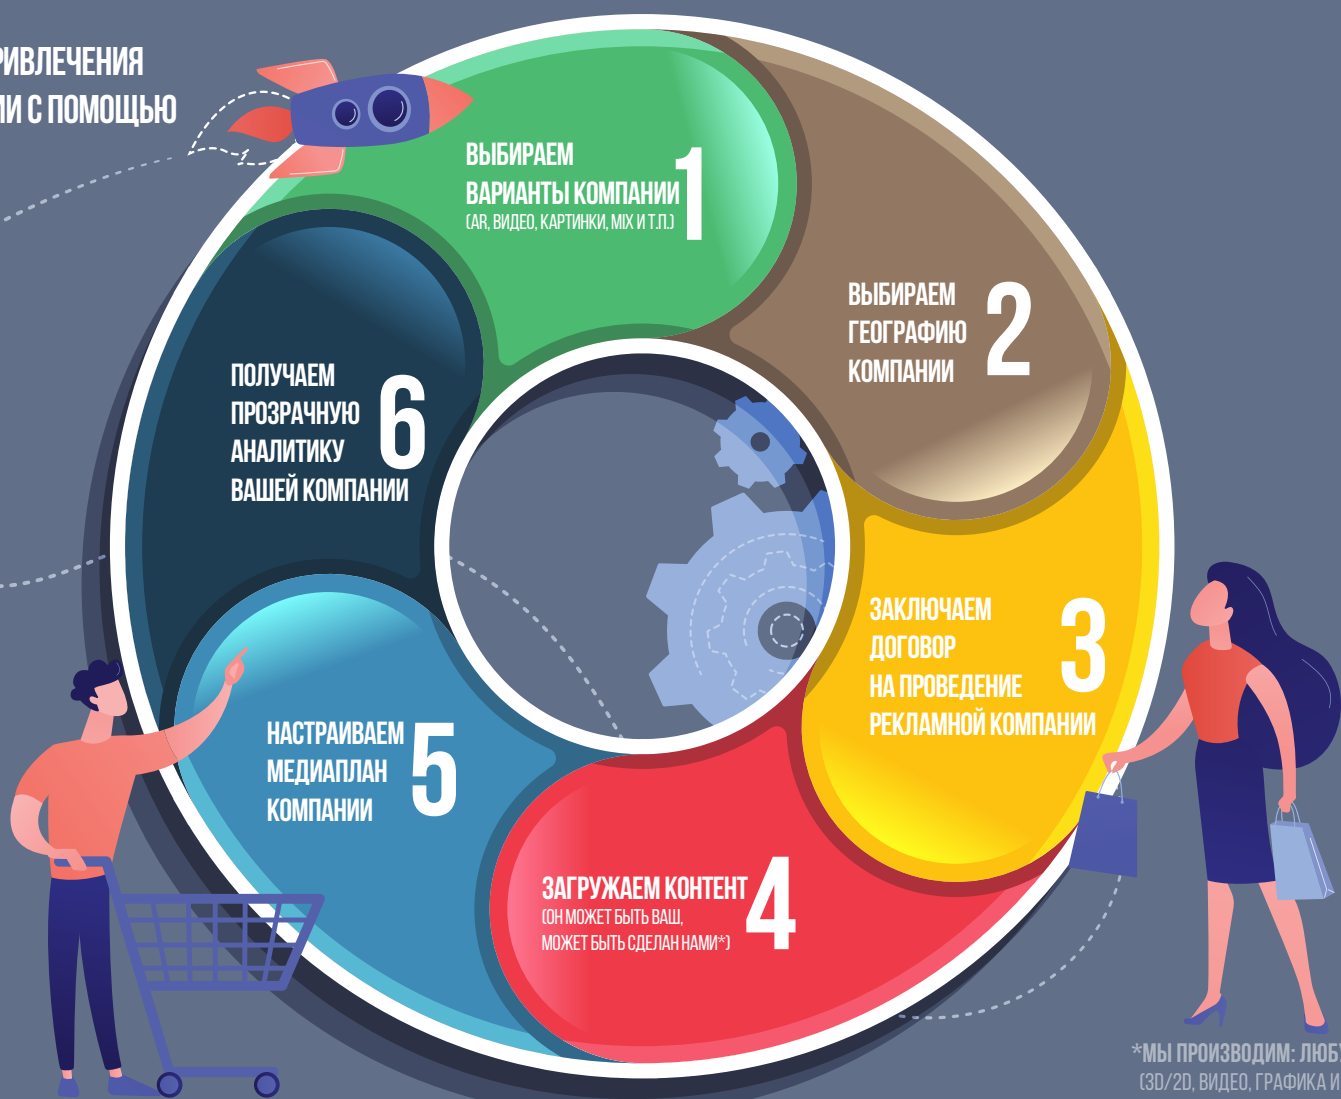 РИВЛЕЧЕНИЯ
ИИ С ПОМОЩЬЮ
ВЫБИРАЕМ
ВАРИАНТЫ КОМПАНИИ
(AR, ВИДЕО, КАРТИНКИ, MIX И Т.П.)
1
ВЫБИРАЕМ
ГЕОГРАФИЮ
КОМПАНИИ
2
ЗАКЛЮЧАЕМ
ДОГОВОР
НА ПРОВЕДЕНИЕ
РЕКЛАМНОЙ КОМПАНИИ
3
ЗАГРУЖАЕМ КОНТЕНТ
(ОН МОЖЕТ БЫТЬ ВАШ,
МОЖЕТ БЫТЬ СДЕЛАН НАМИ*)
4
НАСТРАИВАЕМ
МЕДИАПЛАН
КОМПАНИИ
5
ПОЛУЧАЕМ
ПРОЗРАЧНУЮ
АНАЛИТИКУ
ВАШЕЙ КОМПАНИИ
6
*МЫ ПРОИЗВОДИМ: ЛЮБ
(3D/2D, ВИДЕО, ГРАФИКА И